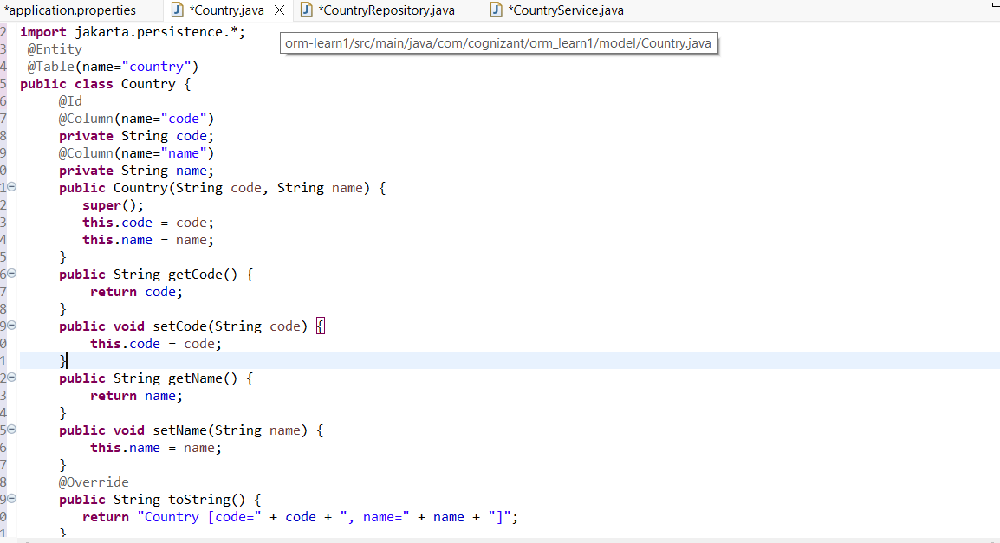 *application.properties
*Country.java
*CountryRepository.java
*CountryService.java
2 import jakarta.persistence.*;
orm-learn1/src/main/java/com/cognizant/orm_learn1/model/Country.java
3 @Entity
4 @Table(name="country")
5 public class Country {
6 @Id
7 @Column(name="code")
8 private String code;
9 @Column(name="name")
0 private String name;
1 public Country(String code, String name) {
2 super();
3 this.code = code;
4 this.name = name;
5 }
6 public String getCode() {
7 return code;
8 }
9 public void setCode(String code) {
0 this.code = code;
1 }
2 public String getName() {
3 return name;
4 }
5 public void setName(String name) {
6 this.name = name;
7 }
8 @Override
9 public String toString() {
0 return "Country [code=" + code + ", name=" + name + "]";
1 }